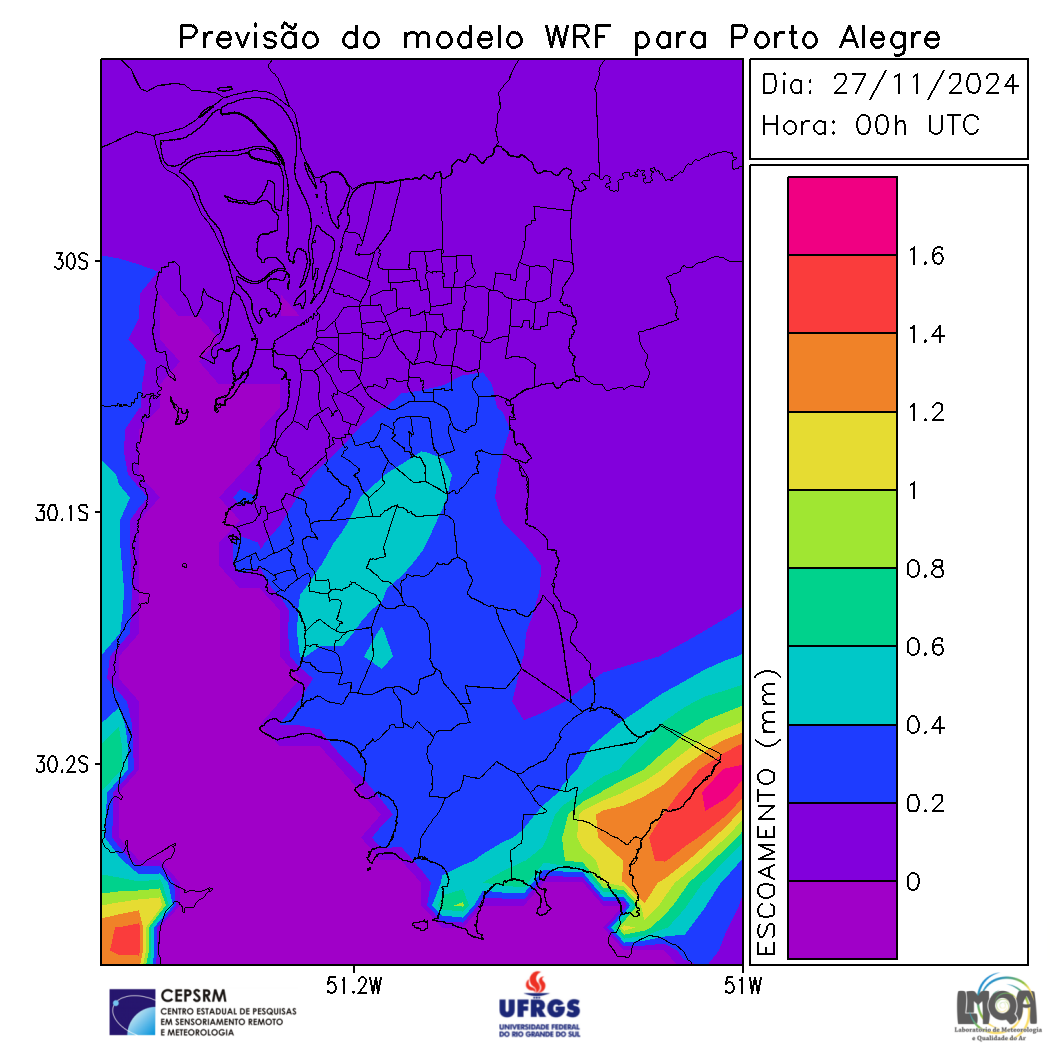 Previsão do modelo WRF para Porto Alegre
Dia: 27/11/2024
Hora: 00h UTC
30S
30.1S
30.2S
51.2W
51W
ESCOAMENTO (mm)
1.6
1.4
1.2
1
0.8
0.6
0.4
0.2
0
CEPSRM
CENTRO ESTADUAL DE PESQUISAS
EM SENSORIAMENTO REMOTO
E METEOROLOGIA
UFRGS
UNIVERSIDADE FEDERAL
DO RIO GRANDE DO SUL
LMQA
Laboratório de Meteorologia
e Qualidade do Ar